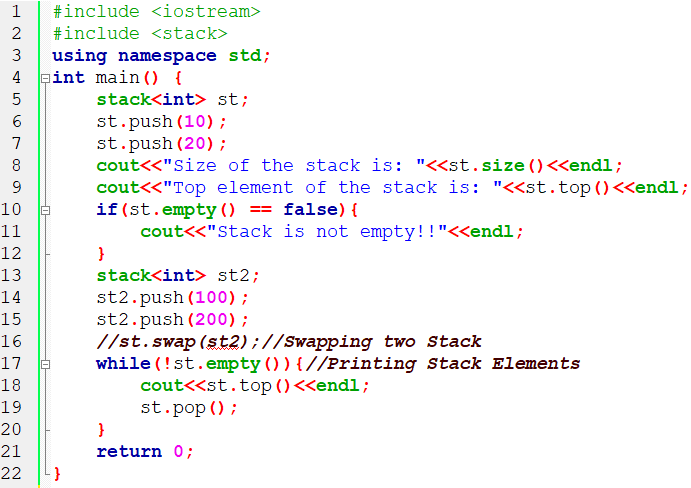 1 #include <iostream>
2 #include <stack>
3 using namespace std;
4 int main() {
5 stack<int> st;
6 st.push(10);
7 st.push(20);
8 cout<<"Size of the stack is: "<<st.size()<<endl;
9 cout<<"Top element of the stack is: "<<st.top()<<endl;
10 if(st.empty() == false){
11 cout<<"Stack is not empty!!"<<endl;
12 }
13 stack<int> st2;
14 st2.push(100);
15 st2.push(200);
16 //st.swap(st2);//Swapping two Stack
17 while(!st.empty()){//Printing Stack Elements
18 cout<<st.top()<<endl;
19 st.pop();
20 }
21 return 0;
22 }